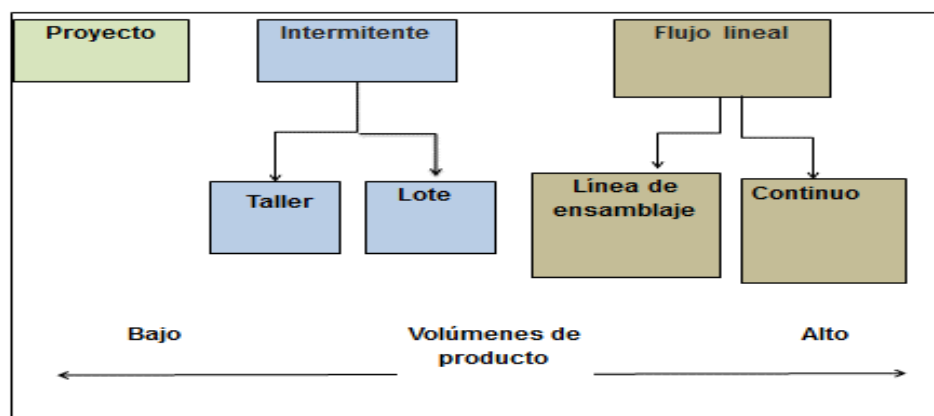 Proyecto
Intermitente
Flujo lineal
Taller
Lote
Línea de
ensamblaje
Continuo
Bajo
Volúmenes de
producto
Alto